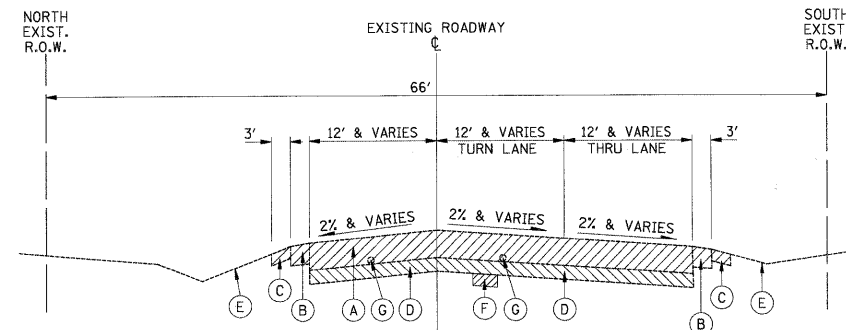 NORTH
EXIST.
R.O.W.
EXISTING ROADWAY
℄
SOUTH
EXIST
R.O.W.
66'
3'
12' & VARIES
12' & VARIES
TURN LANE
12' & VARIES
THRU LANE
3'
2% & VARIES
2% & VARIES
2% & VARIES
E
C
B
A
G
D
F
G
D
B
C
E